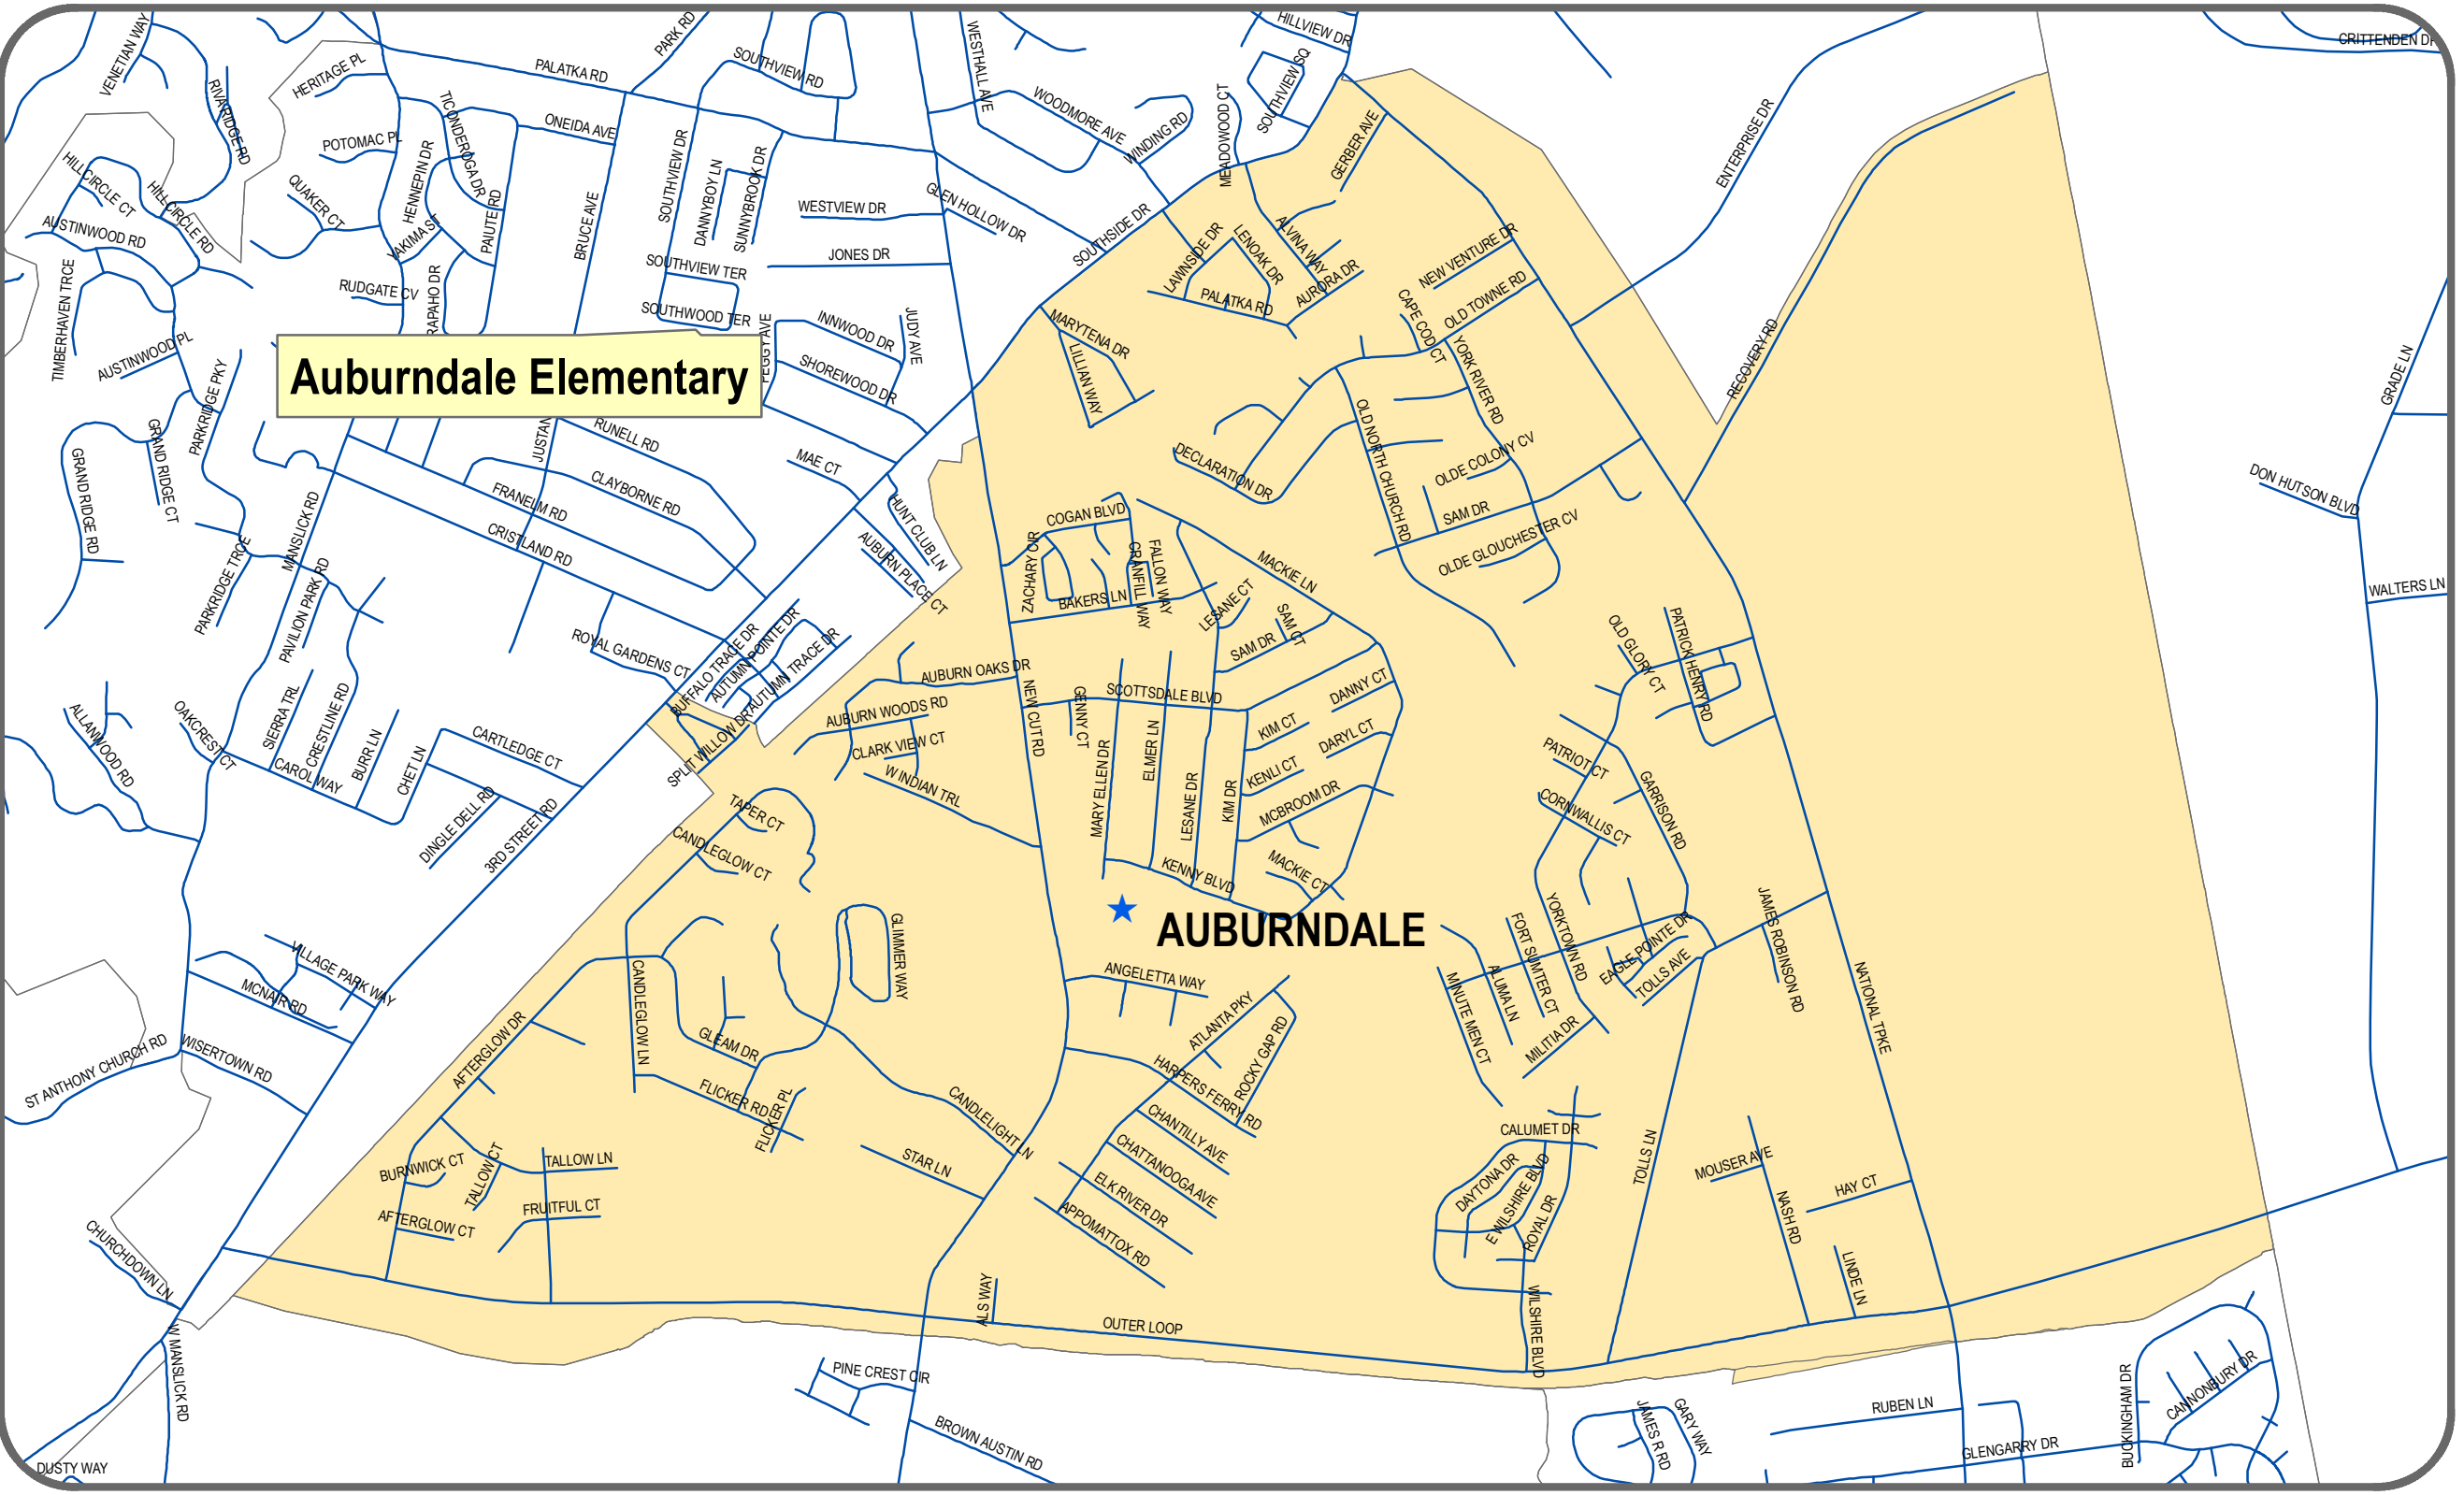 VENETIAN WAY
RIVARIDGE RD
HERITAGE PL
PALATKA RD
PARK RD
SOUTHVIEW RD
WESTHALL AVE
WOODMORE AVE
WINDING RD
MEADOWOOD CT
HILLVIEW DR
SOUTHVIEW SQ
GERBER AVE
ENTERPRISE DR
CRITTENDEN DR
POTOMAC PL
TICONDEROGA DR
ONEIDA AVE
HENNEPIN DR
QUAKER CT
YAKIMA ST
PAUTE RD
BRUCE AVE
SOUTHVIEW DR
DANNYBOY LN
SUNNYBROOK DR
WESTVIEW DR
GLEN HOLLOW DR
JONES DR
SOUTHSIDE DR
HILLCIRCLE CT
HILLCIRCLE RD
AUSTINWOOD RD
TIMBERHAVEN TRCE
AUSTINWOOD PL
RUDGATE CV
RAPAHO DR
SOUTHVIEW TER
SOUTHWOOD TER
PEGGY AVE
INNWOOD DR
JUDY AVE
SHOREWOOD DR
LAWNSIDE DR
LENOAK DR
ALVINA WAY
AURORA DR
PALATKA RD
NEW VENTURE DR
OLD TOWNE RD
CAPE COD CT
YORK RIVER RD
MARYTENA DR
LILLIAN WAY
RECOVERY RD
GRADE LN
Auburndale Elementary
PARKRIDGE PKY
GRAND RIDGE CT
GRAND RIDGE RD
PARKRIDGE TRCE
MANSLICK RD
PAVILION PARK RD
JUSTAN
RUNELL RD
CLAYBORNE RD
FRANELM RD
CRISTLAND RD
MAE CT
HUNT CLUB LN
AUBURN PLACE CT
DECLARATION DR
OLD NORTH CHURCH RD
OLDE COLONY CV
SAM DR
OLDE GLOUCHESTER CV
DON HUTSON BLVD
WALTERS LN
COGAN BLVD
ZACHARY CIR
CRANFILL WAY
FALLON WAY
BAKERS LN
MACKIE LN
LESANE CT
SAM CT
SAM DR
ROYAL GARDENS CT
BUFFALO TRACE DR
AUTUMN POINTE DR
AUTUMN TRACE DR
SPLIT WILLOW DR
AUBURN OAKS DR
AUBURN WOODS RD
CLARK VIEW CT
W INDIAN TRL
NEW CUT RD
GENNY CT
SCOTTSDALE BLVD
MARY ELLEN DR
ELMER LN
LESANE DR
KIM DR
KIM CT
DANNY CT
DARYL CT
KENLI CT
MCBROOM DR
KENNY BLVD
MACKIE CT
OLD GLORY CT
PATRICK HENRY RD
PATRIOT CT
CORNWALLIS CT
GARRISON RD
ALLANWOOD RD
OAKCREST CT
SIERRA TRL
CRESTLINE RD
CAROL WAY
BURR LN
CHET LN
CARTLEDGE CT
DINGLE DELL RD
3RD STREET RD
TAPER CT
CANDLEGLOW CT
GLIMMER WAY
AUBURNDALE
ANGELETTA WAY
ATLANTA PKY
HARPERS FERRY RD
ROCKY GAP RD
CHANTILLY AVE
CHATTANOOGA AVE
ELK RIVER DR
APPOMATTOX RD
FORT SUMTER CT
YORKTOWN RD
EAGLE POINTE DR
TOLLS AVE
JAMES ROBINSON RD
NATIONAL TPKE
MINUTE MEN CT
ALUMA LN
MILITIA DR
VILLAGE PARK WAY
MCNAIR RD
WISERTOWN RD
ST ANTHONY CHURCH RD
AFTERGLOW DR
CANDLEGLOW LN
GLEAM DR
FLICKER RD
FLICKER PL
CANDLELIGHT LN
STAR LN
BURNWICK CT
TALLOW CT
TALLOW LN
FRUITFUL CT
AFTERGLOW CT
CALUMET DR
DAYTONA DR
E WILSHIRE BLVD
ROYAL DR
TOLLS LN
MOUSER AVE
NASH RD
HAY CT
LINDE LN
CHURCHDOWN LN
W MANSLICK RD
DUSTY WAY
ALS WAY
OUTER LOOP
WILSHIRE BLVD
PINE CREST CIR
BROWN AUSTIN RD
JAMES R RD
GARY WAY
RUBEN LN
GLENGARRY DR
BUCKINGHAM DR
CANNONBURY DR